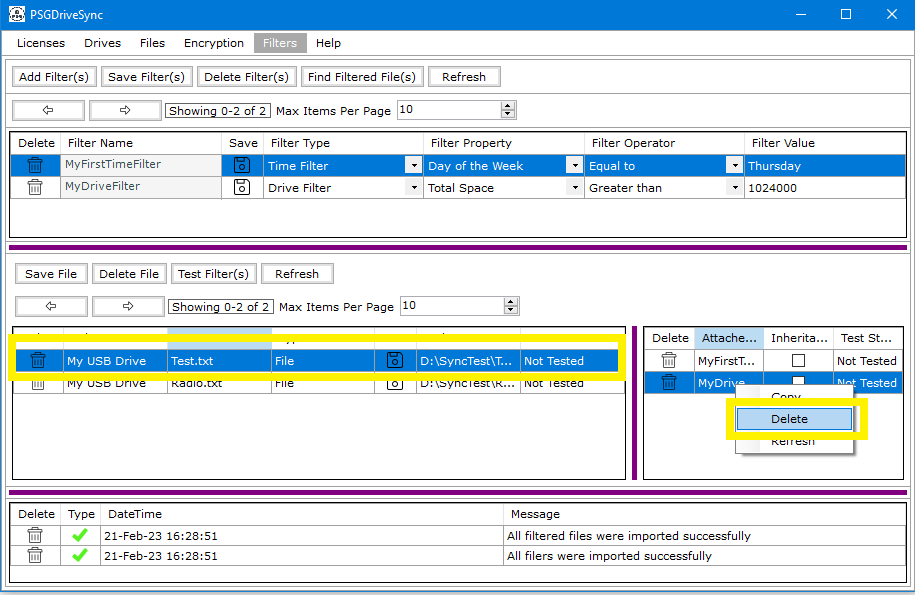 PSGDriveSync
Licenses Drives Files Encryption Filters Help
Add Filter(s) Save Filter(s) Delete Filter(s) Find Filtered File(s) Refresh
Showing 0-2 of 2 Max Items Per Page 10
Delete Filter Name Save Filter Type Filter Property Filter Operator Filter Value
MyFirstTimeFilter Time Filter Day of the Week Equal to Thursday
MyDriveFilter Drive Filter Total Space Greater than 1024000
Save File Delete File Test Filter(s) Refresh
Showing 0-2 of 2 Max Items Per Page 10
My USB Drive Test.txt File D:\SyncTest\T... Not Tested
My USB Drive Radio.txt File D:\SyncTest\R... Not Tested
Delete Attache... Inherita... Test St...
MyFirstT... Not Tested
MyDrive Not Tested
Copy
Delete
Refresh
Delete Type DateTime Message
21-Feb-23 16:28:51 All filtered files were imported successfully
21-Feb-23 16:28:51 All filers were imported successfully